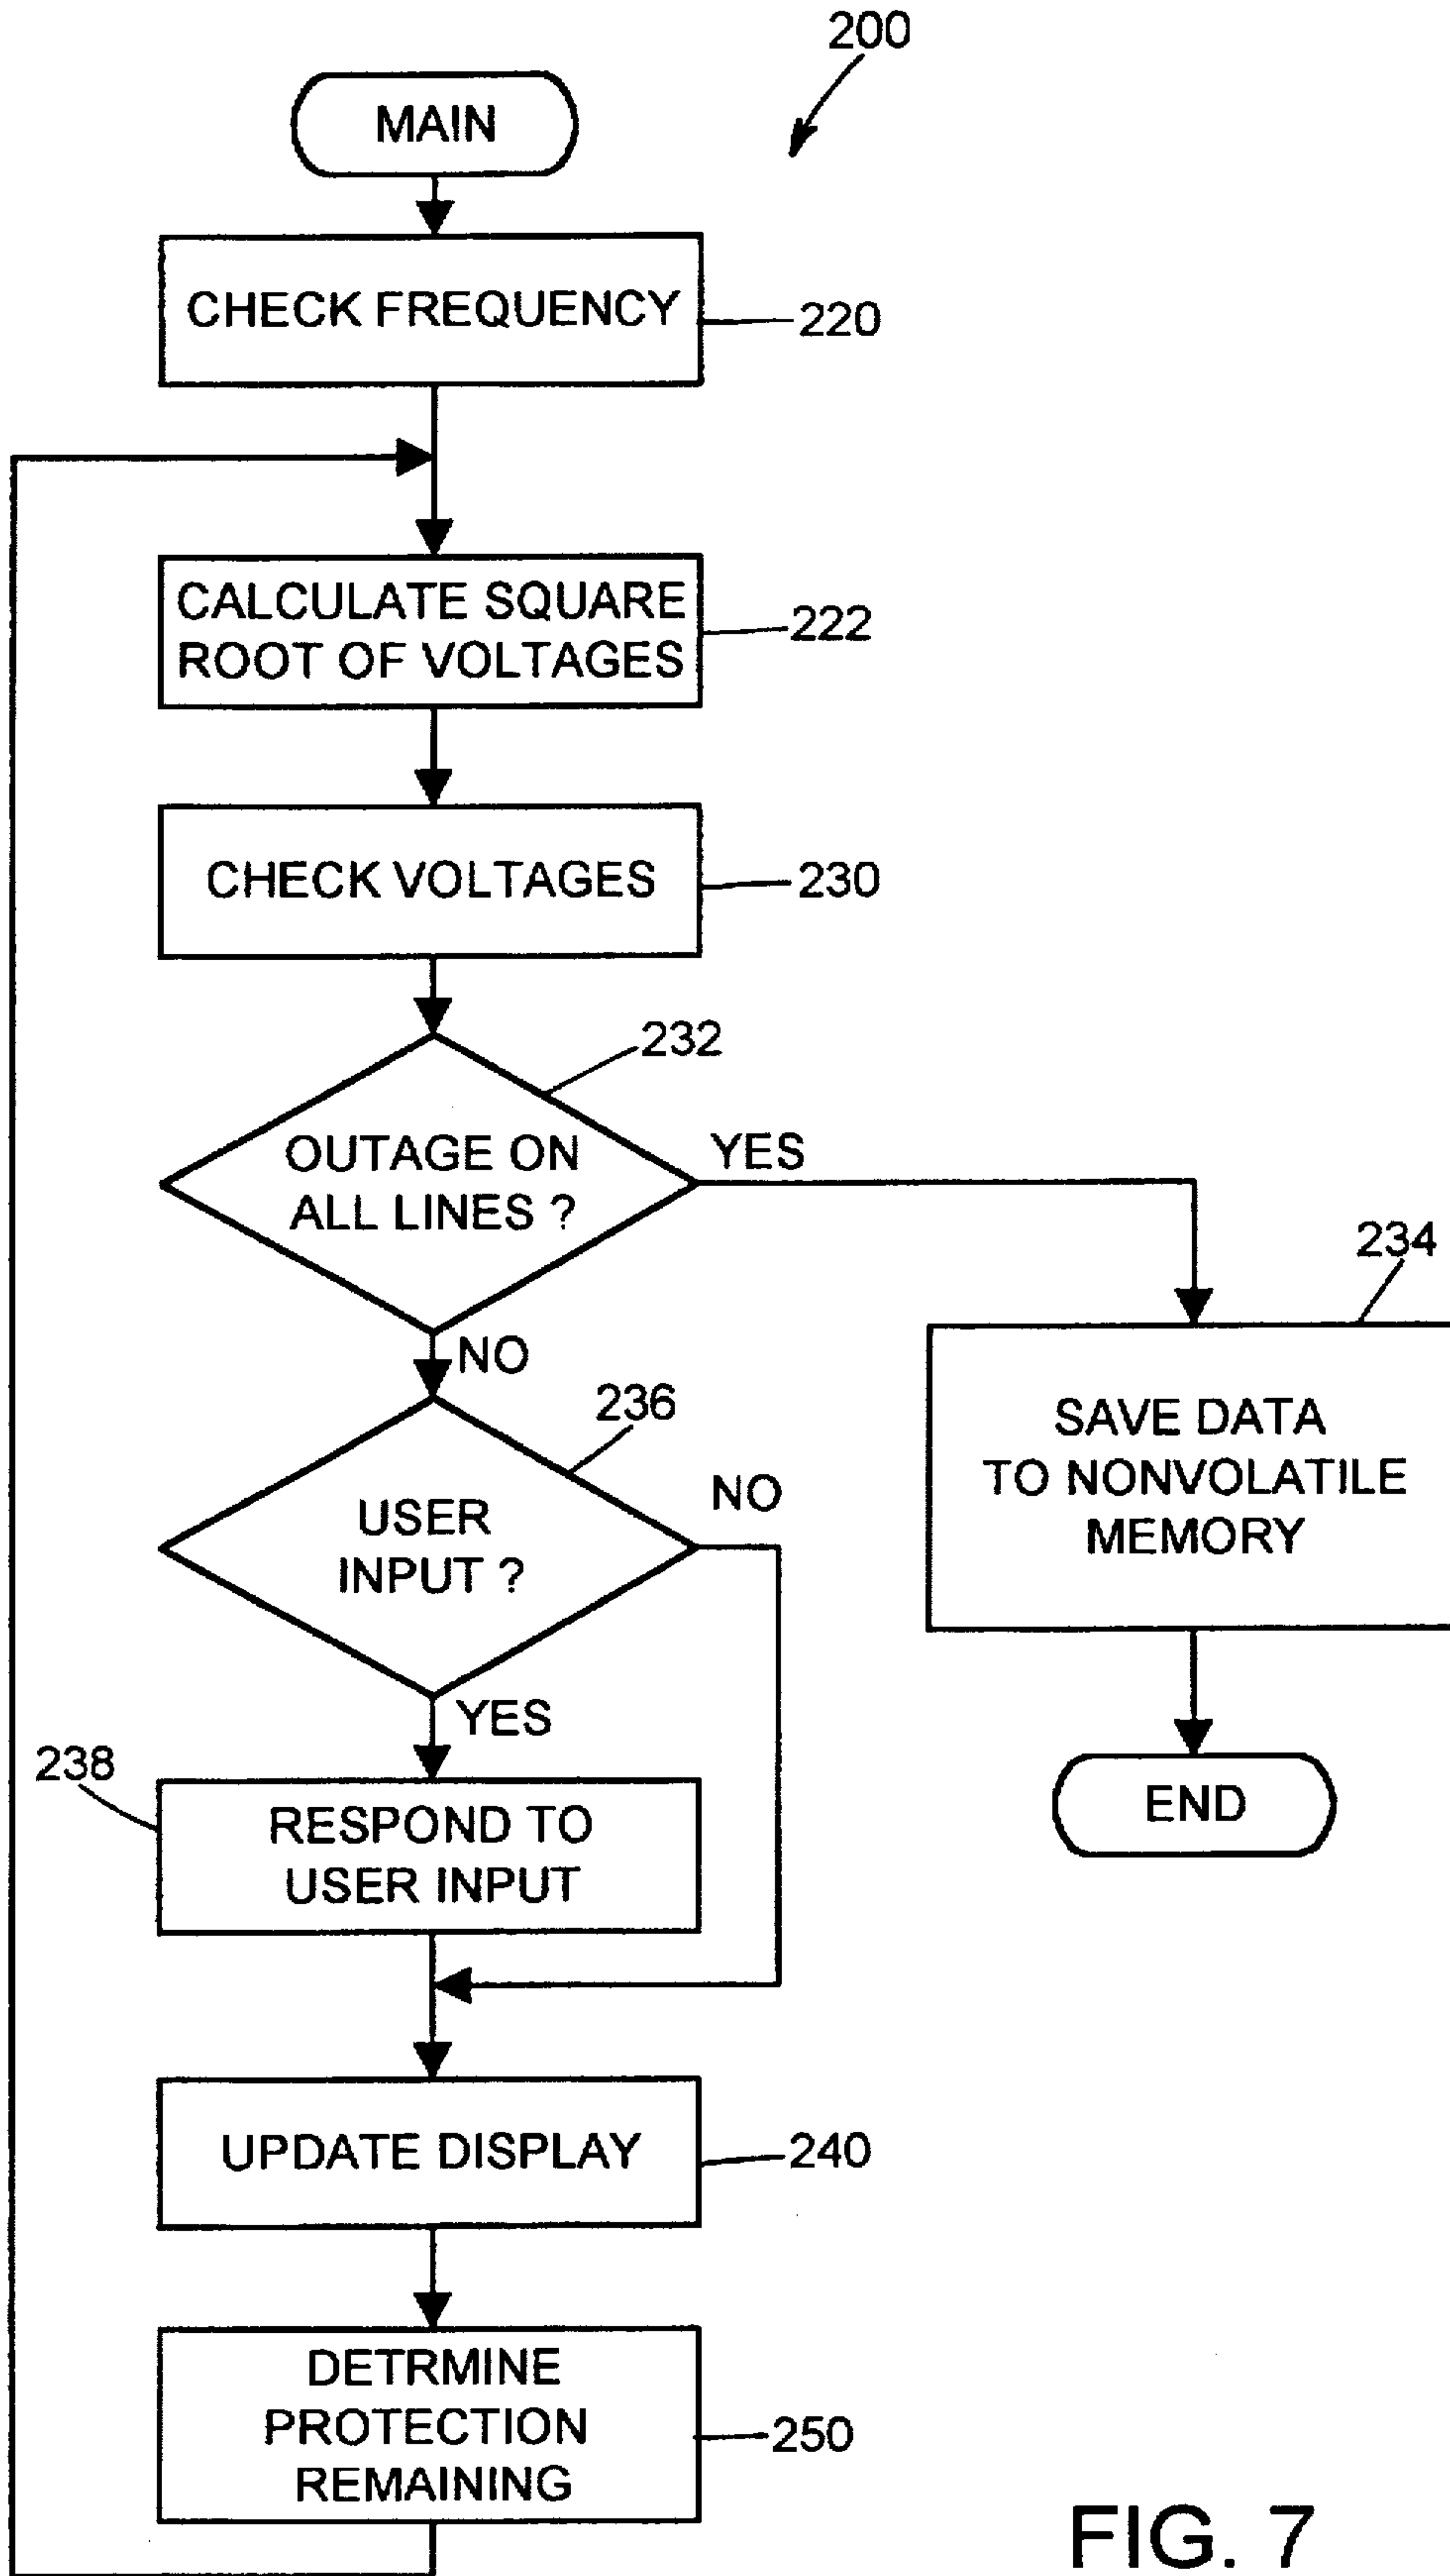 200
MAIN
CHECK FREQUENCY
220
CALCULATE SQUARE
ROOT OF VOLTAGES
222
CHECK VOLTAGES
230
232
OUTAGE ON
ALL LINES ?
YES
NO
234
SAVE DATA
TO NONVOLATILE
MEMORY
END
236
USER
INPUT ?
NO
YES
238
RESPOND TO
USER INPUT
UPDATE DISPLAY
240
DETRMINE
PROTECTION
REMAINING
250
FIG. 7